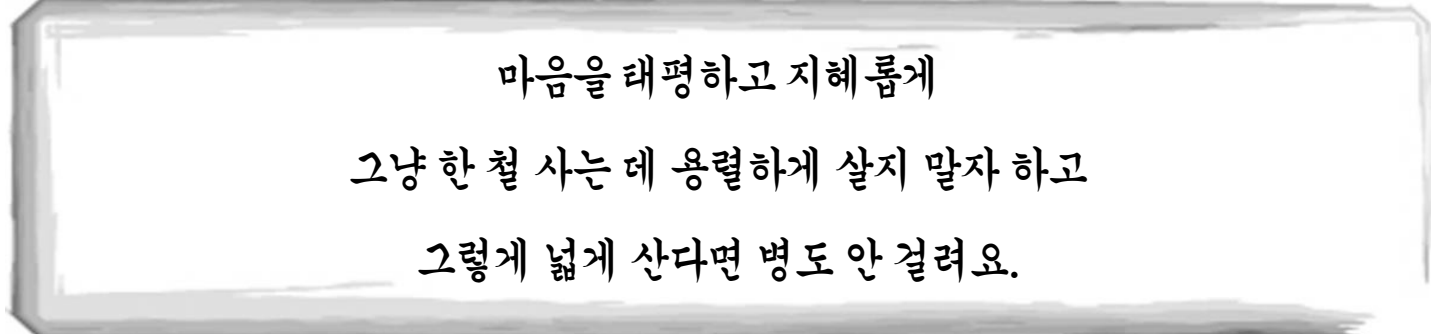 마음을 태평하고 지혜롭게
그냥 한 철 사는 데 용렬하게 살지 말자 하고
그렇게 넓게 산다면 병도 안 걸려요.